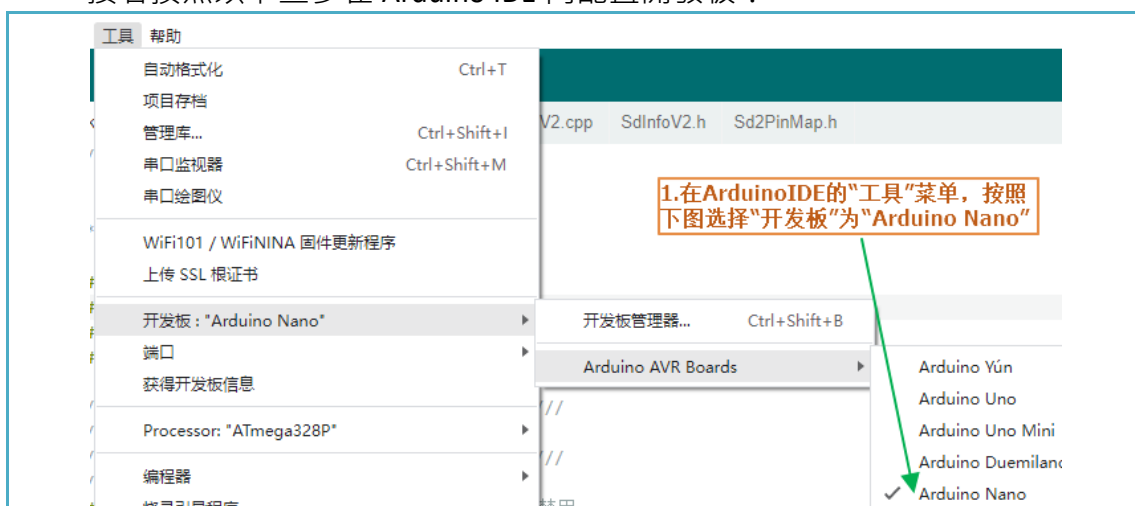 工具 帮助
自动格式化 Ctrl+T
项目存档
管理库... Ctrl+Shift+I
串口监视器 Ctrl+Shift+M
串口绘图仪
WiFi101 / WiFiNINA 固件更新程序
上传 SSL 根证书
开发板 : "Arduino Nano"
端口
获得开发板信息
Processor: "ATmega328P"
编程器
V2.cpp SdInfoV2.h Sd2PinMap.h
1.在ArduinoIDE的“工具”菜单，按照
下图选择“开发板”为“Arduino Nano”
开发板管理器... Ctrl+Shift+B
Arduino AVR Boards
///
///
Arduino Yún
Arduino Uno
Arduino Uno Mini
Arduino Duemilano
Arduino Nano